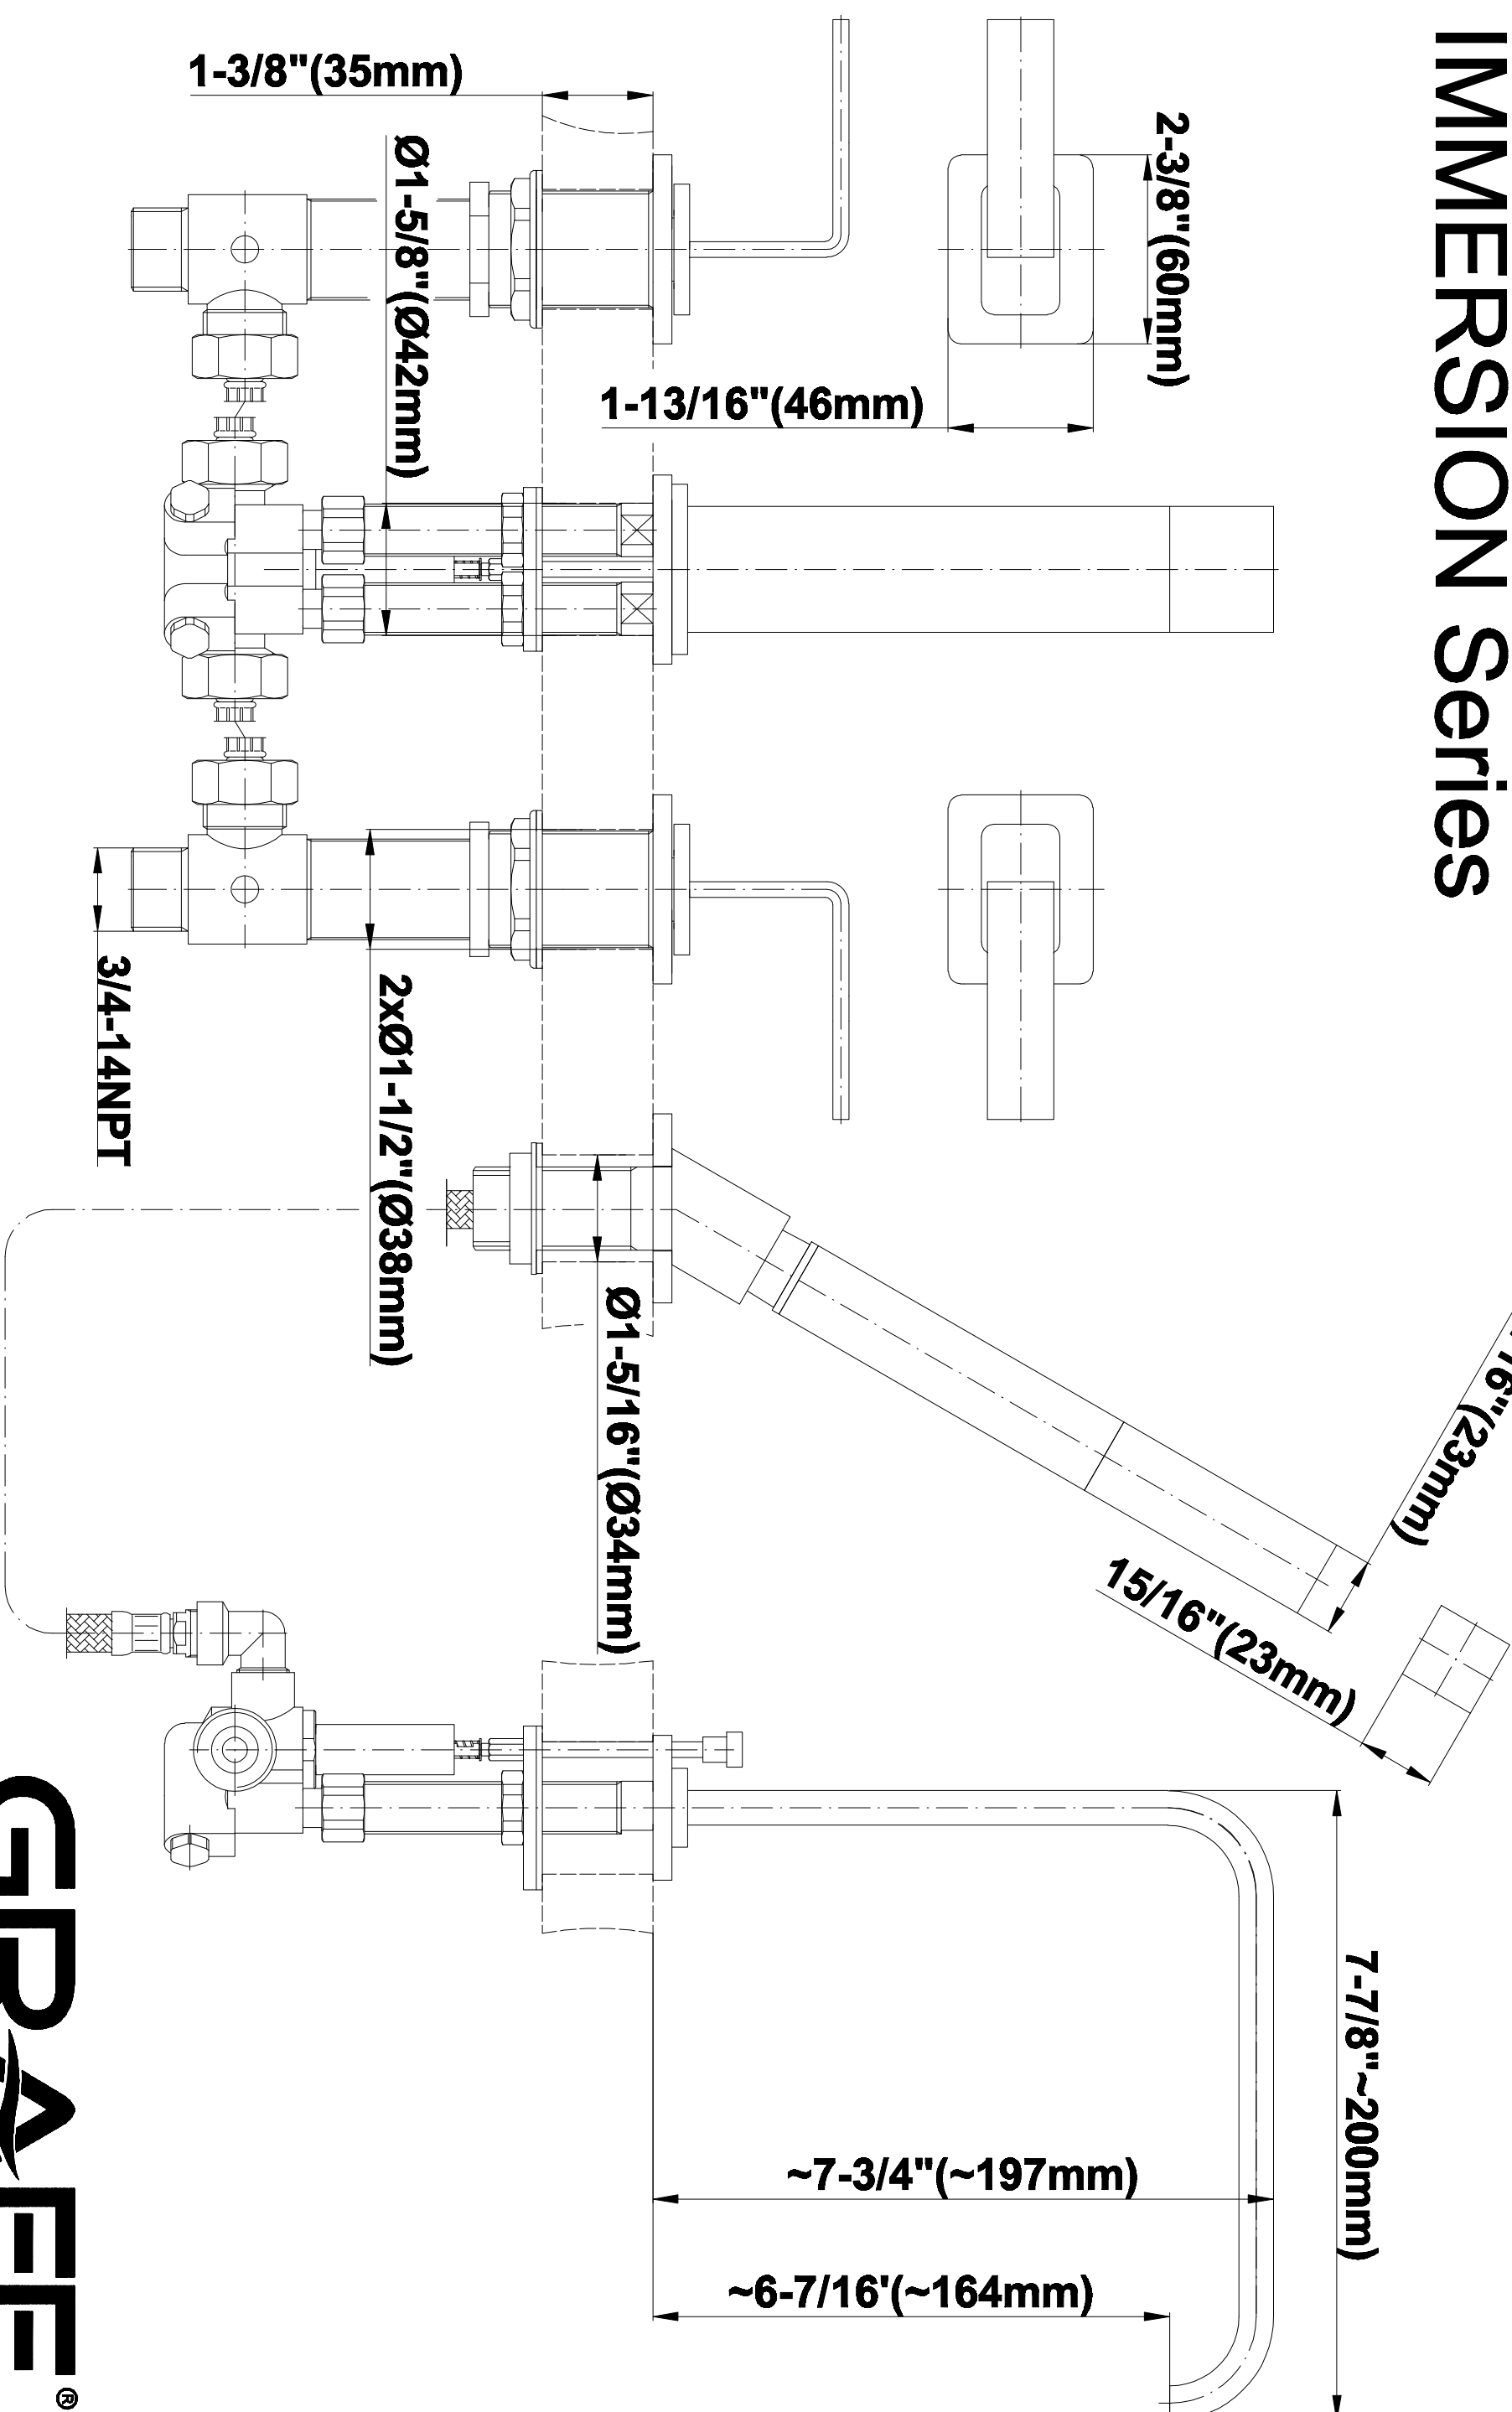 IMMERSION Series
2-3/8"(60mm)
1-13/16"(46mm)
1-3/8"(35mm)
Ø1-5/8"(Ø42mm)
2xØ1-1/2"(Ø38mm)
3/4-14NPT
Ø1-5/16"(Ø34mm)
/16"(23mm)
15/16"(23mm)
7-7/8"~200mm)
~7-3/4"(~197mm)
~6-7/16'(~164mm)
GRAFF®